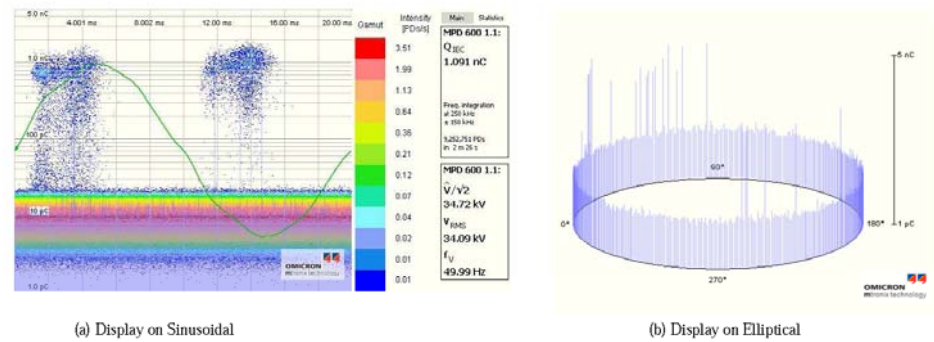 5.0 nC
4.001 ms
8.002 ms
12.00 ms
16.00 ms
20.00 ms
1.0 nC
100 pC
10 pC
1.0 pC
OMICRON
mtronix technology
Gamut
Intensity
[PDs/s]
3.51
1.99
1.13
0.64
0.36
0.21
0.12
0.07
0.04
0.02
0.01
0.01
Main Statistics
MPD 600 1.1:
Q IEC
1.091 nC
Freq. integration
at 250 kHz
± 150 kHz
9,252,751 PDs
in 2 m 26 s
MPD 600 1.1:
V̂/√2
34.72 kV
V RMS
34.09 kV
f V
49.99 Hz
5 nC
90°
0°
180°
1 pC
270°
OMICRON
mtronix technology
(a) Display on Sinusoidal
(b) Display on Elliptical